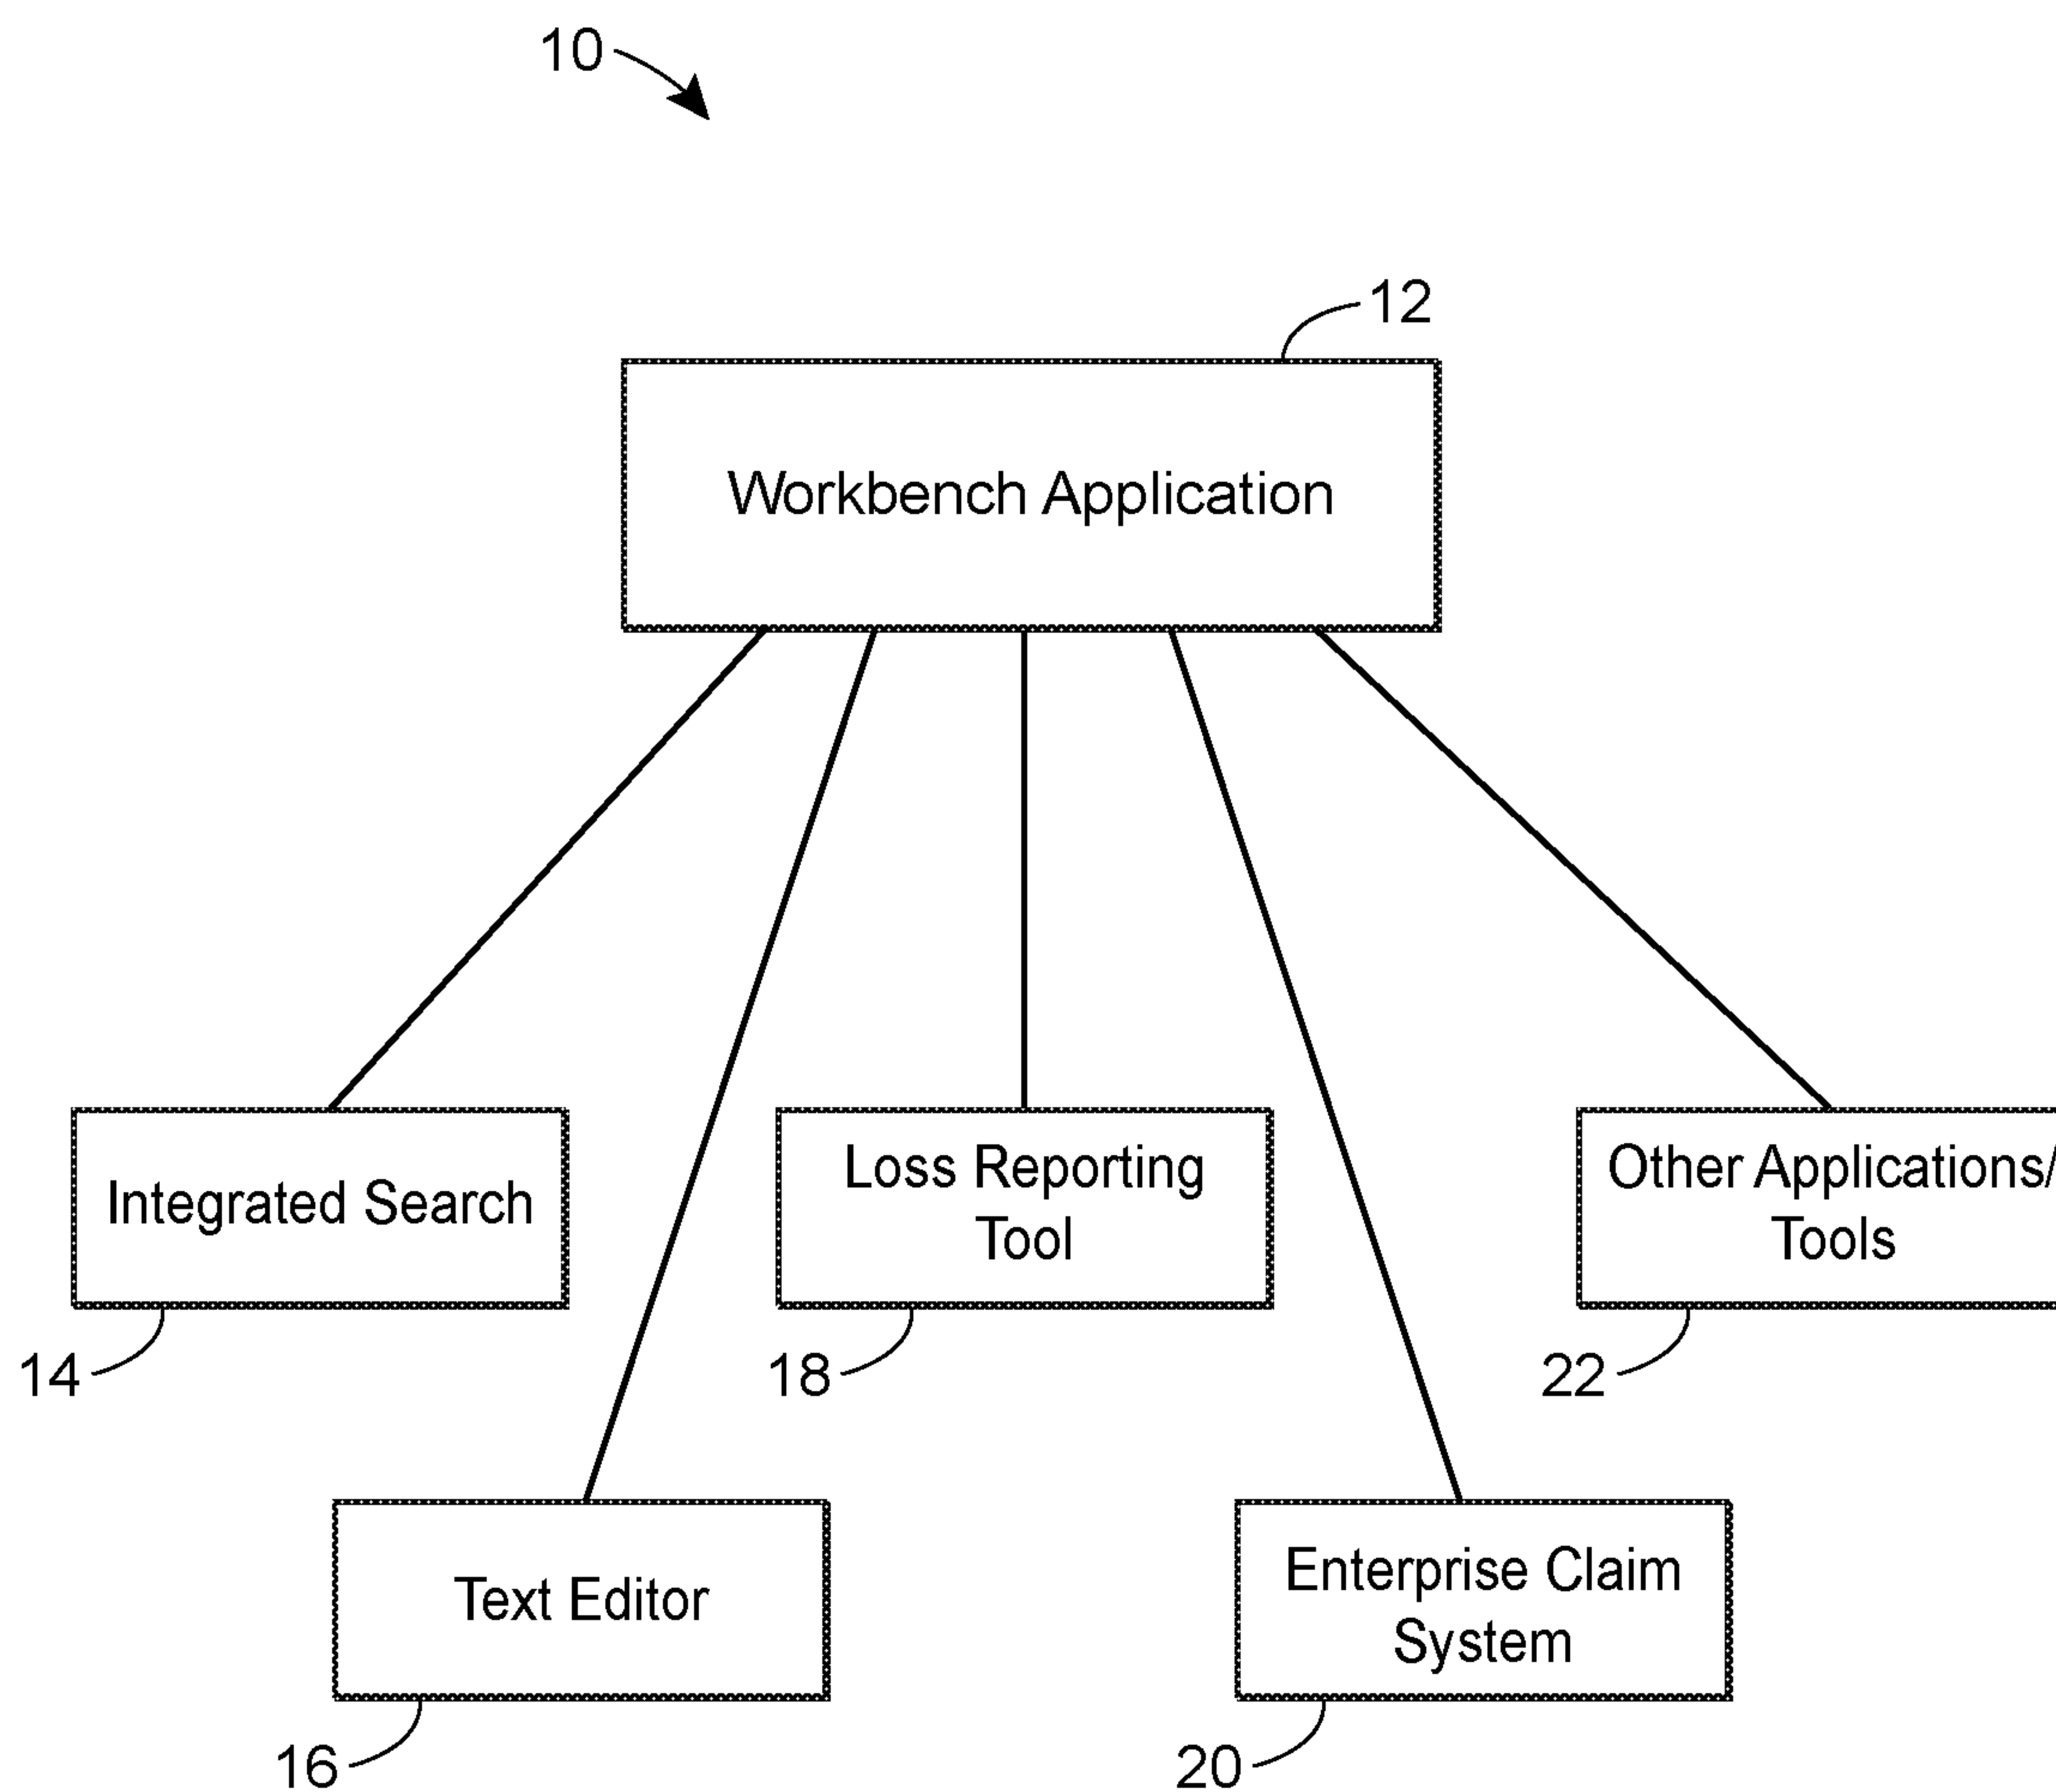 10
12
Workbench Application
Integrated Search
Loss Reporting
Tool
Other Applications/
Tools
14
18
22
Text Editor
Enterprise Claim
System
16
20